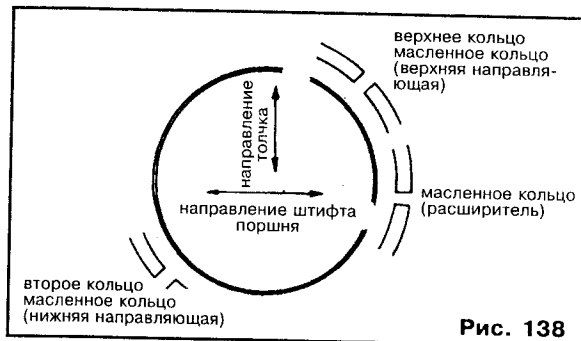 верхнее кольцо
масленное кольцо
(верхняя направля-
ющая)
направление
толчка
направление штифта
поршня
масленное кольцо
(расширитель)
второе кольцо
масленное кольцо
(нижняя направляющая)
Рис. 138